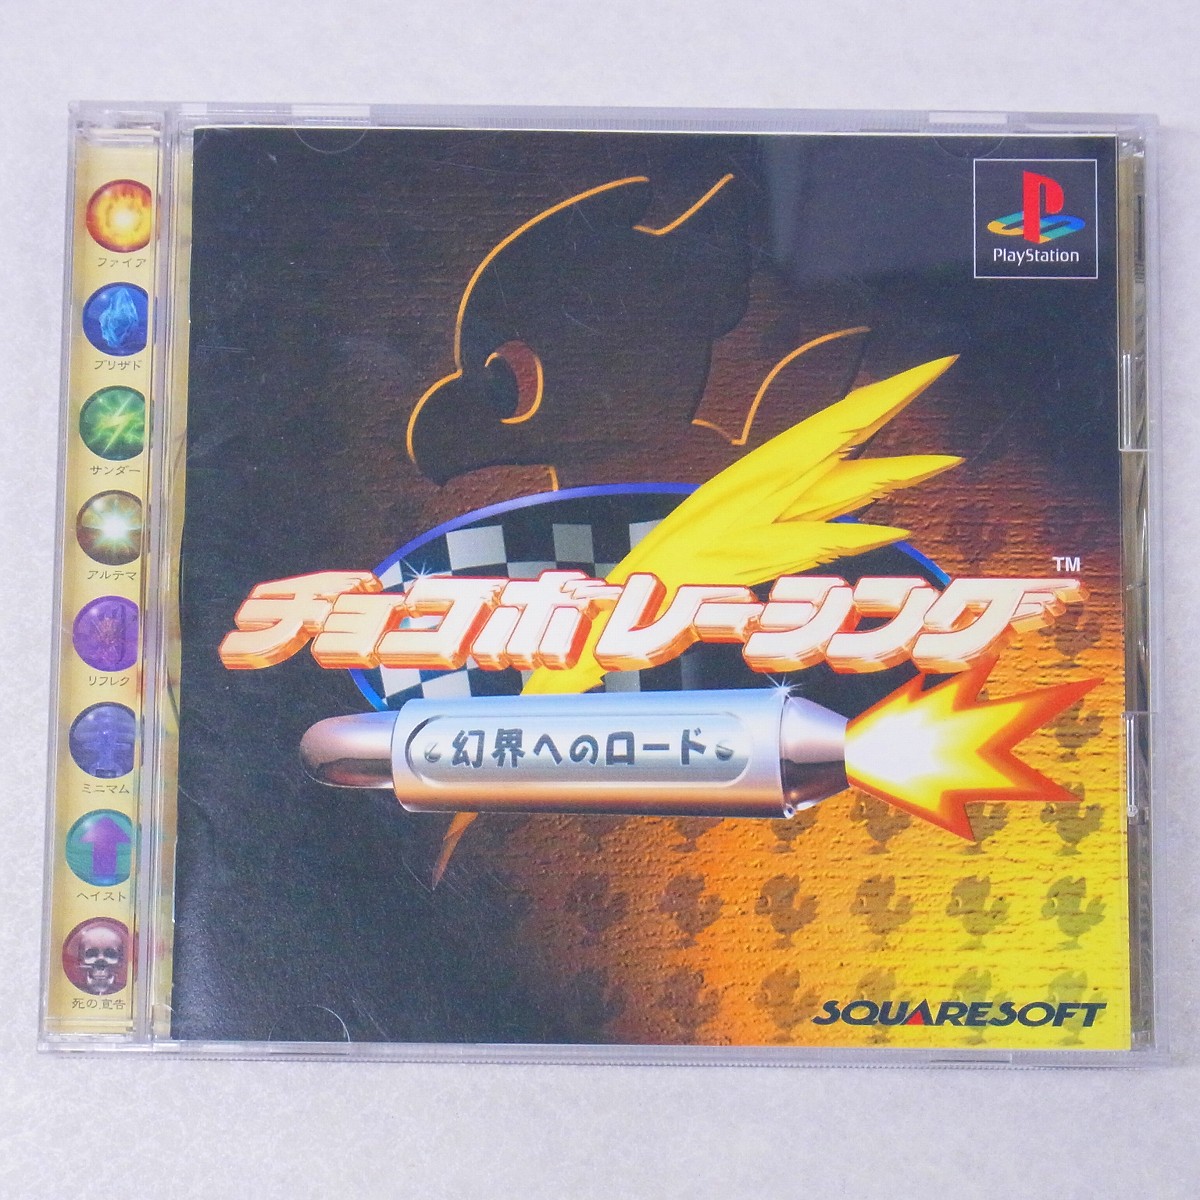 ファイア
ブリザド
サンダー
アルテマ
リフレク
ミニマム
ヘイスト
死の宣告
PlayStation
チョコボレーシング™
幻界へのロード
SQUARESOFT